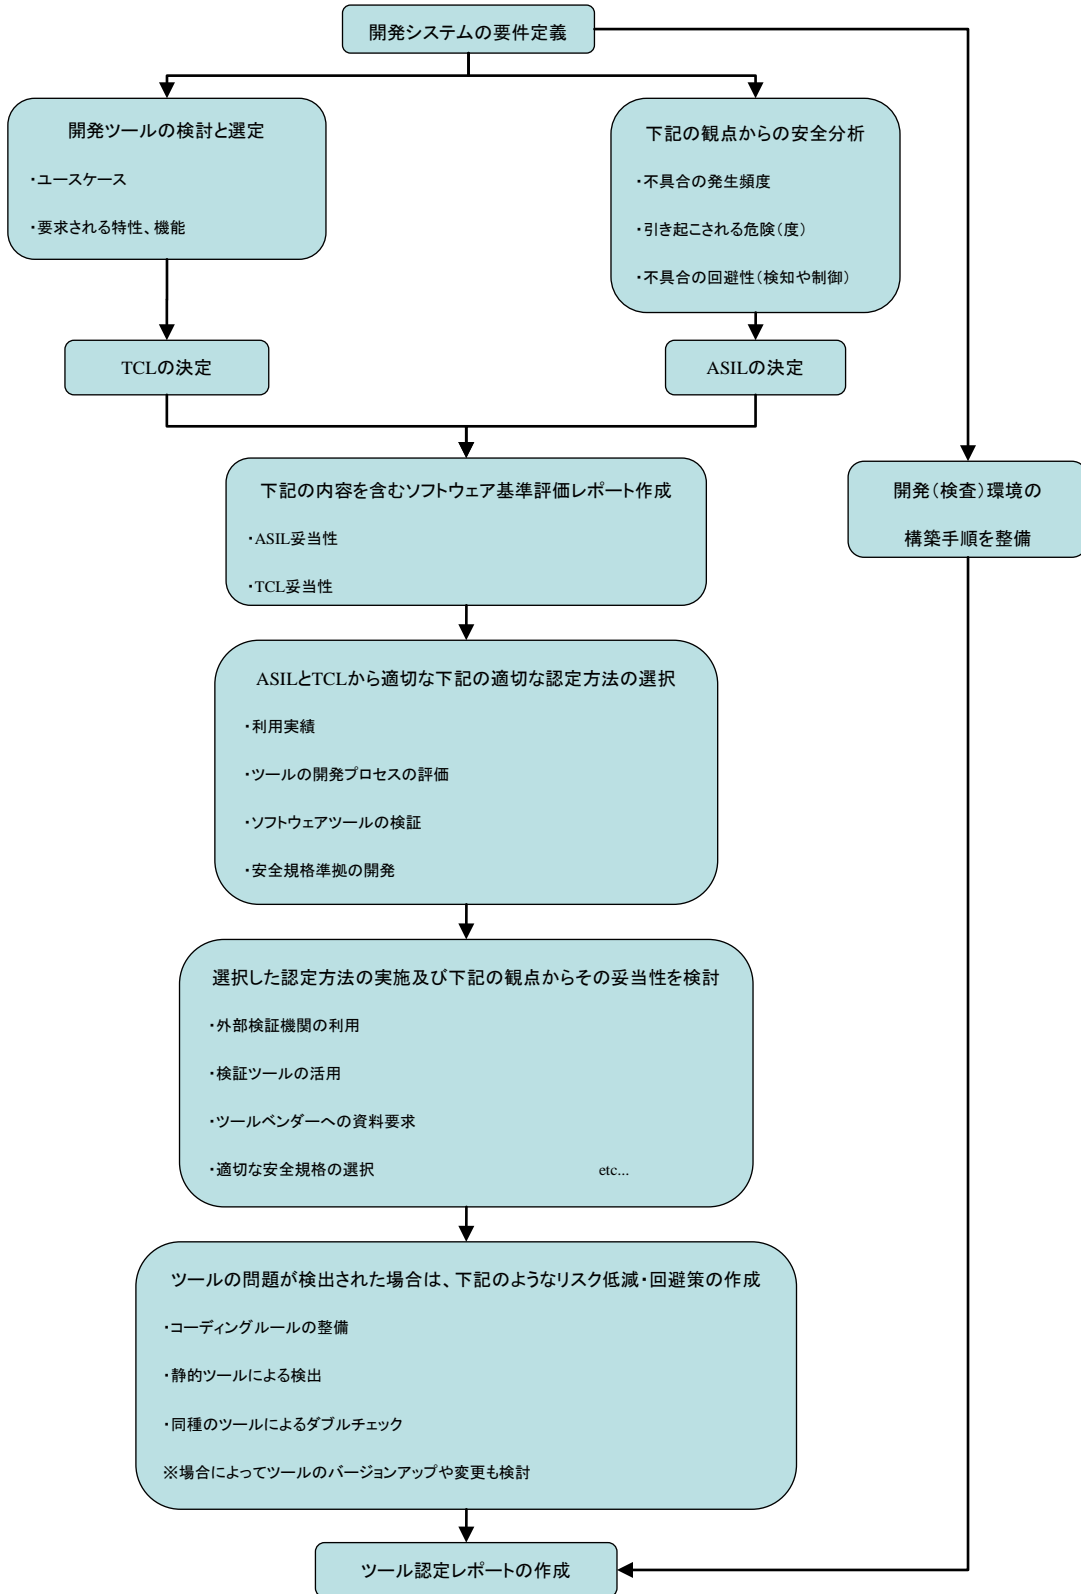 開発システムの要件定義
開発ツールの検討と選定
・ユースケース
・要求される特性、機能
下記の観点からの安全分析
・不具合の発生頻度
・引き起こされる危険(度)
・不具合の回避性(検知や制御)
TCLの決定
ASILの決定
下記の内容を含むソフトウェア基準評価レポート作成
・ASIL妥当性
・TCL妥当性
開発(検査)環境の
構築手順を整備
ASILとTCLから適切な下記の適切な認定方法の選択
・利用実績
・ツールの開発プロセスの評価
・ソフトウェアツールの検証
・安全規格準拠の開発
選択した認定方法の実施及び下記の観点からその妥当性を検討
・外部検証機関の利用
・検証ツールの活用
・ツールベンダーへの資料要求
・適切な安全規格の選択 etc...
ツールの問題が検出された場合は、下記のようなリスク低減・回避策の作成
・コーディングルールの整備
・静的ツールによる検出
・同種のツールによるダブルチェック
※場合によってツールのバージョンアップや変更も検討
ツール認定レポートの作成